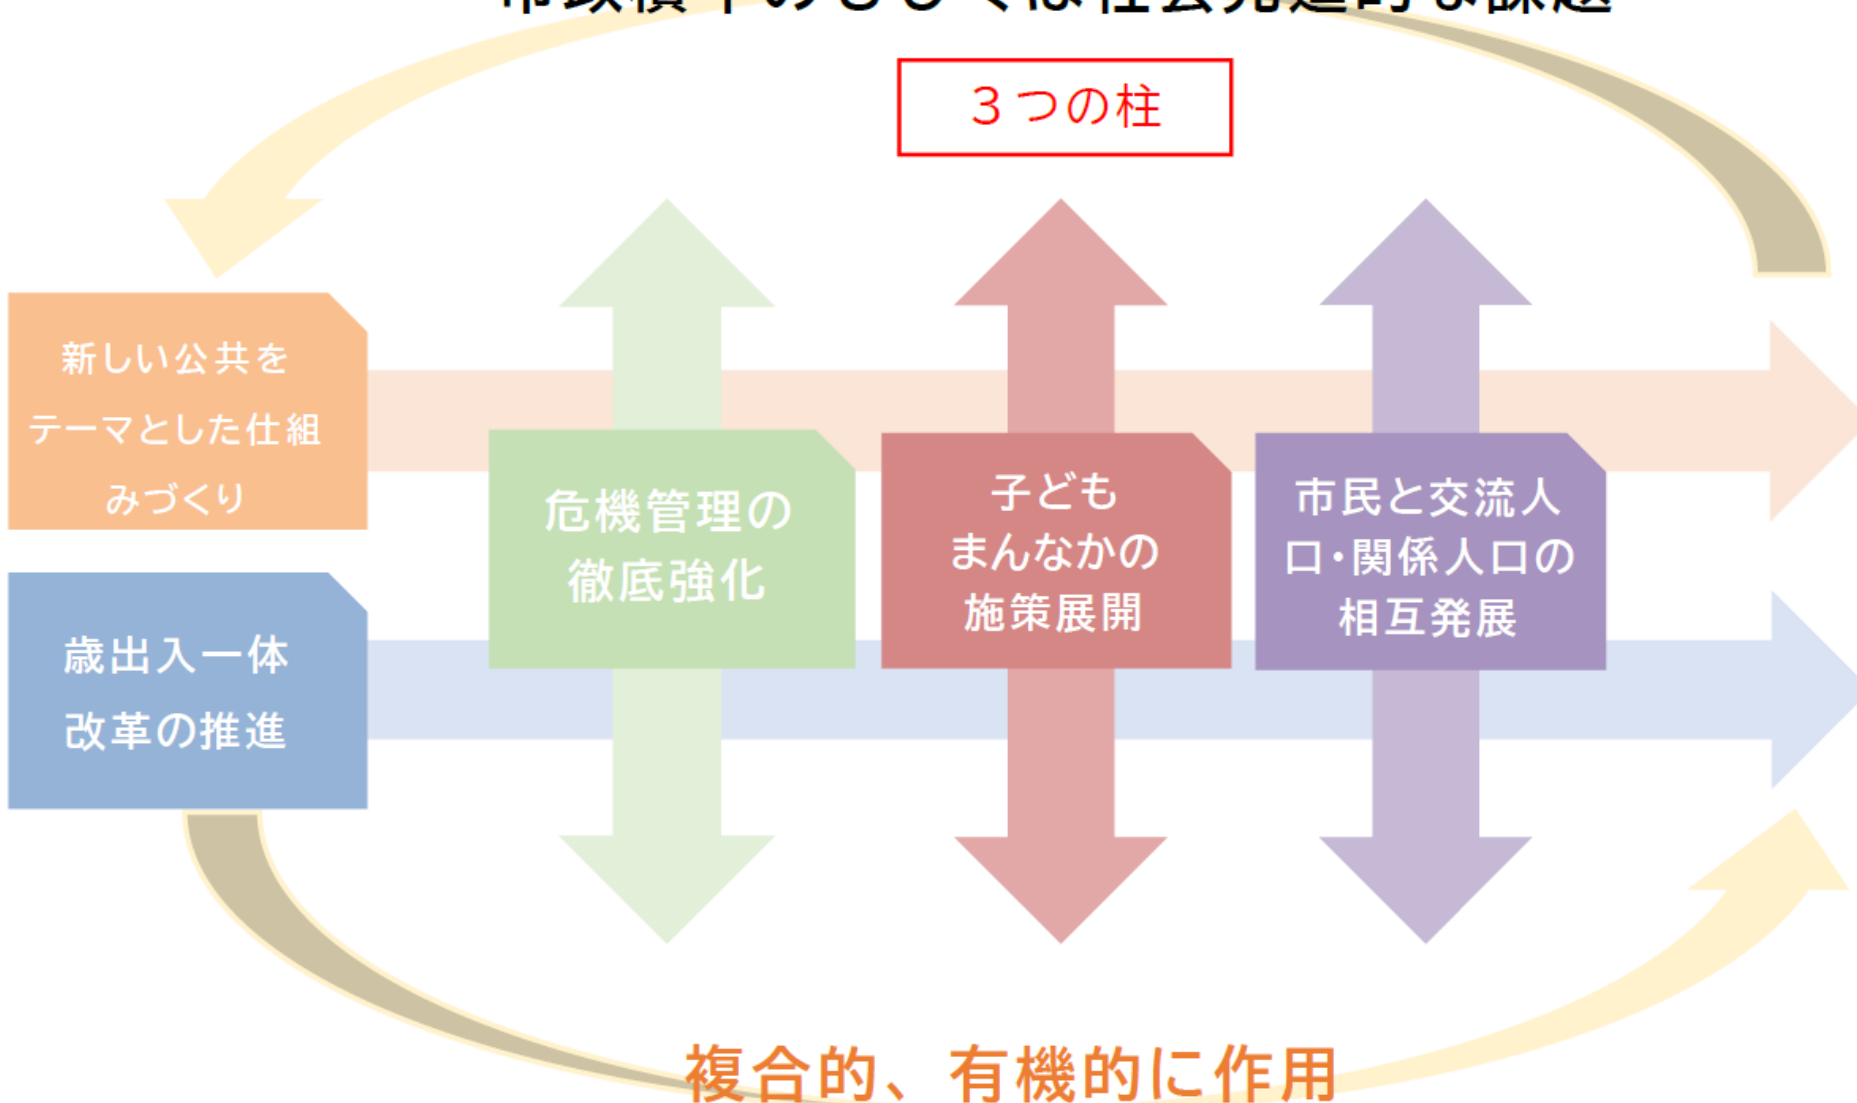 ３つの柱
新しい公共を
テーマとした仕組
みづくり
歳出入一体
改革の推進
危機管理の
徹底強化
子ども
まんなかの
施策展開
市民と交流人
口・関係人口の
相互発展
複合的、有機的に作用